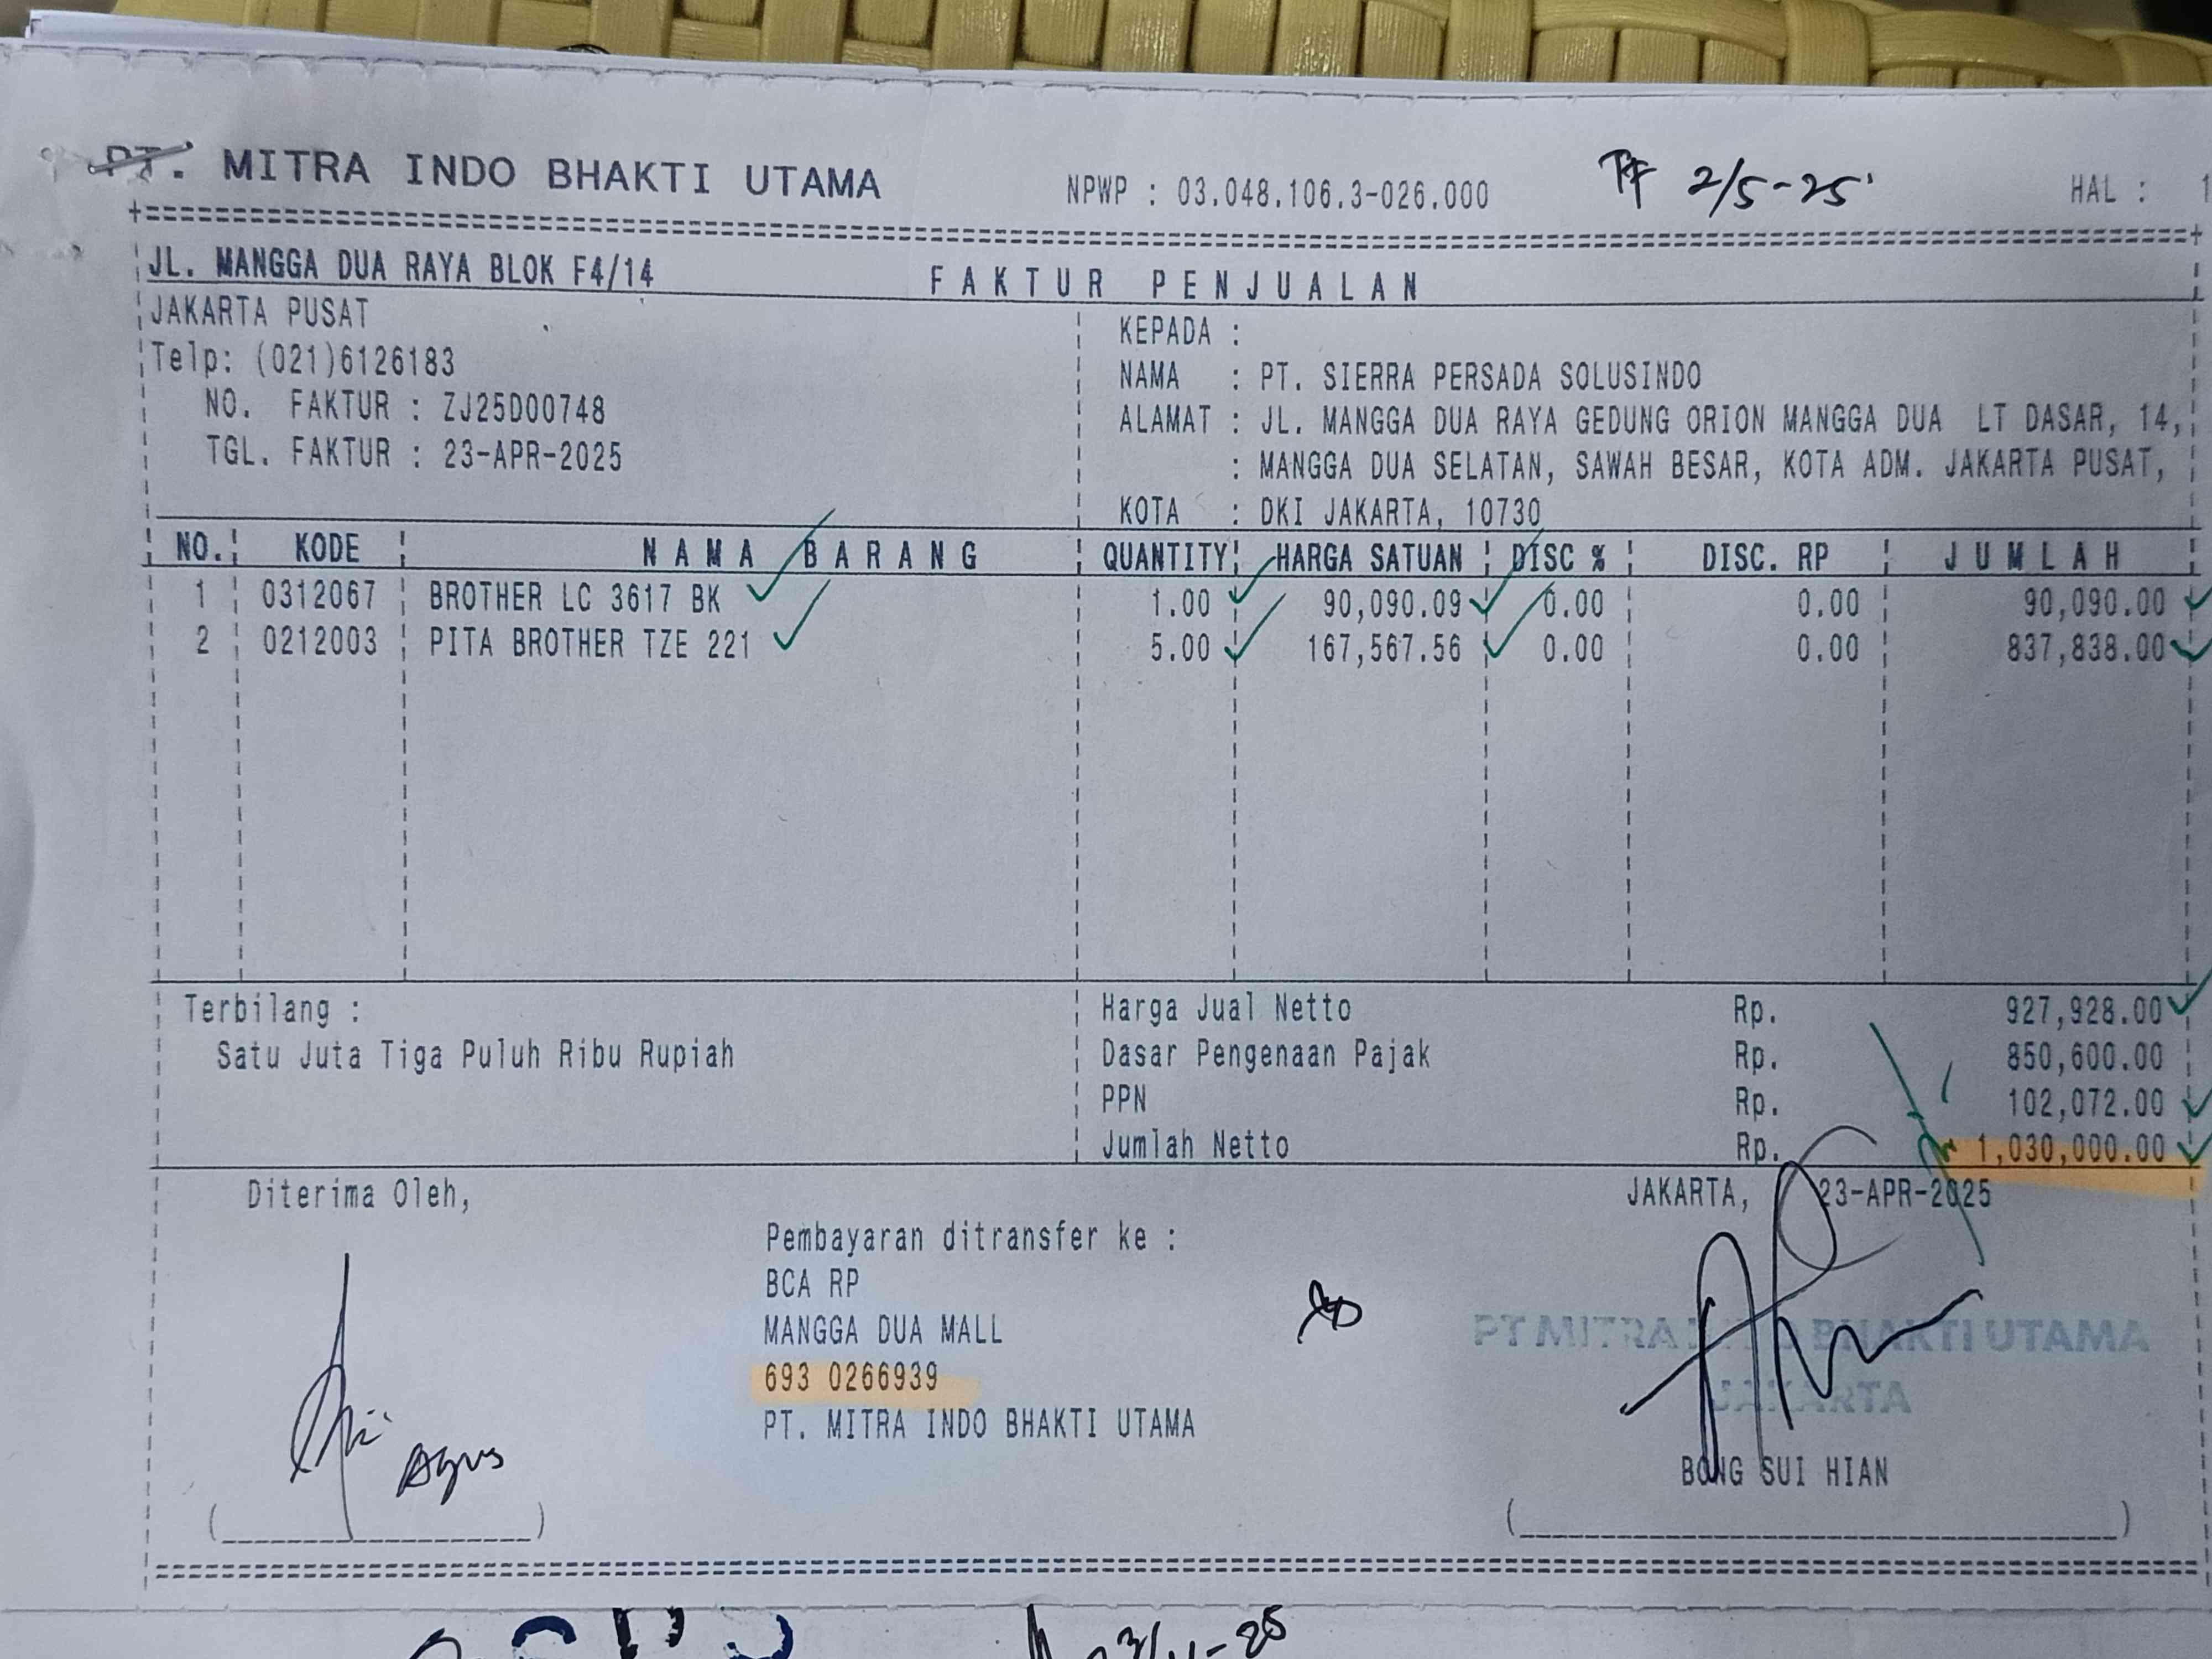 PT. MITRA INDO BHAKTI UTAMA NPWP : 03.048.106.3-026.000 TF 2/5-25 HAL : 1
JL. MANGGA DUA RAYA BLOK F4/14 FAKTUR PENJUALAN
JAKARTA PUSAT
Telp: (021)6126183
NO. FAKTUR : ZJ25D00748
TGL. FAKTUR : 23-APR-2025
KEPADA :
NAMA : PT. SIERRA PERSADA SOLUSINDO
ALAMAT : JL. MANGGA DUA RAYA GEDUNG ORION MANGGA DUA LT DASAR, 14,
: MANGGA DUA SELATAN, SAWAH BESAR, KOTA ADM. JAKARTA PUSAT,
KOTA : DKI JAKARTA, 10730
NO. KODE NAMA BARANG QUANTITY HARGA SATUAN DISC % DISC. RP JUMLAH
1 0312067 BROTHER LC 3617 BK 1.00 90,090.09 0.00 0.00 90,090.00
2 0212003 PITA BROTHER TZE 221 5.00 167,567.56 0.00 0.00 837,838.00
Terbilang :
Satu Juta Tiga Puluh Ribu Rupiah
Harga Jual Netto Rp. 927,928.00
Dasar Pengenaan Pajak Rp. 850,600.00
PPN Rp. 102,072.00
Jumlah Netto Rp. 1,030,000.00
Diterima Oleh,
Agus
Pembayaran ditransfer ke :
BCA RP
MANGGA DUA MALL
693 0266939
PT. MITRA INDO BHAKTI UTAMA
JAKARTA, 23-APR-2025
PT MITRA INDO BHAKTI UTAMA
JAKARTA
BONG SUI HIAN